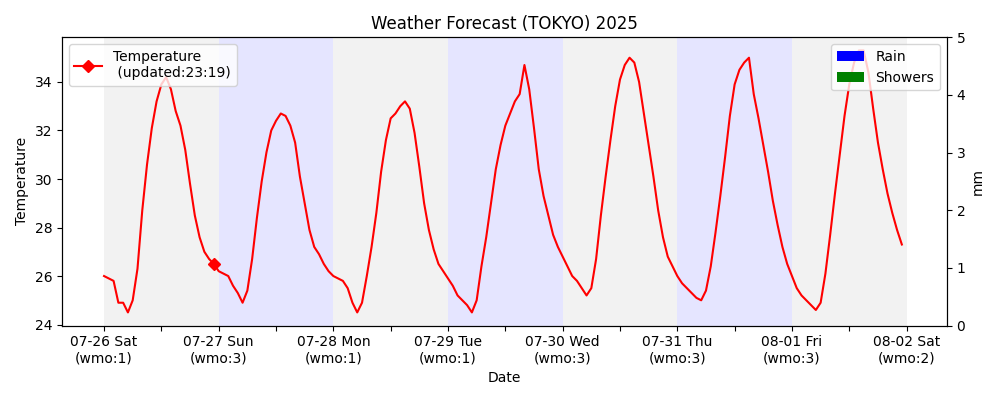 Weather Forecast (TOKYO) 2025
Temperature
(updated:23:19)
Rain
Showers
Temperature
34
32
30
28
26
24
5
4
3
2
1
0
mm
07-26 Sat
(wmo:1)
07-27 Sun
(wmo:3)
07-28 Mon
(wmo:1)
07-29 Tue
(wmo:1)
07-30 Wed
(wmo:3)
07-31 Thu
(wmo:3)
08-01 Fri
(wmo:3)
08-02 Sat
(wmo:2)
Date